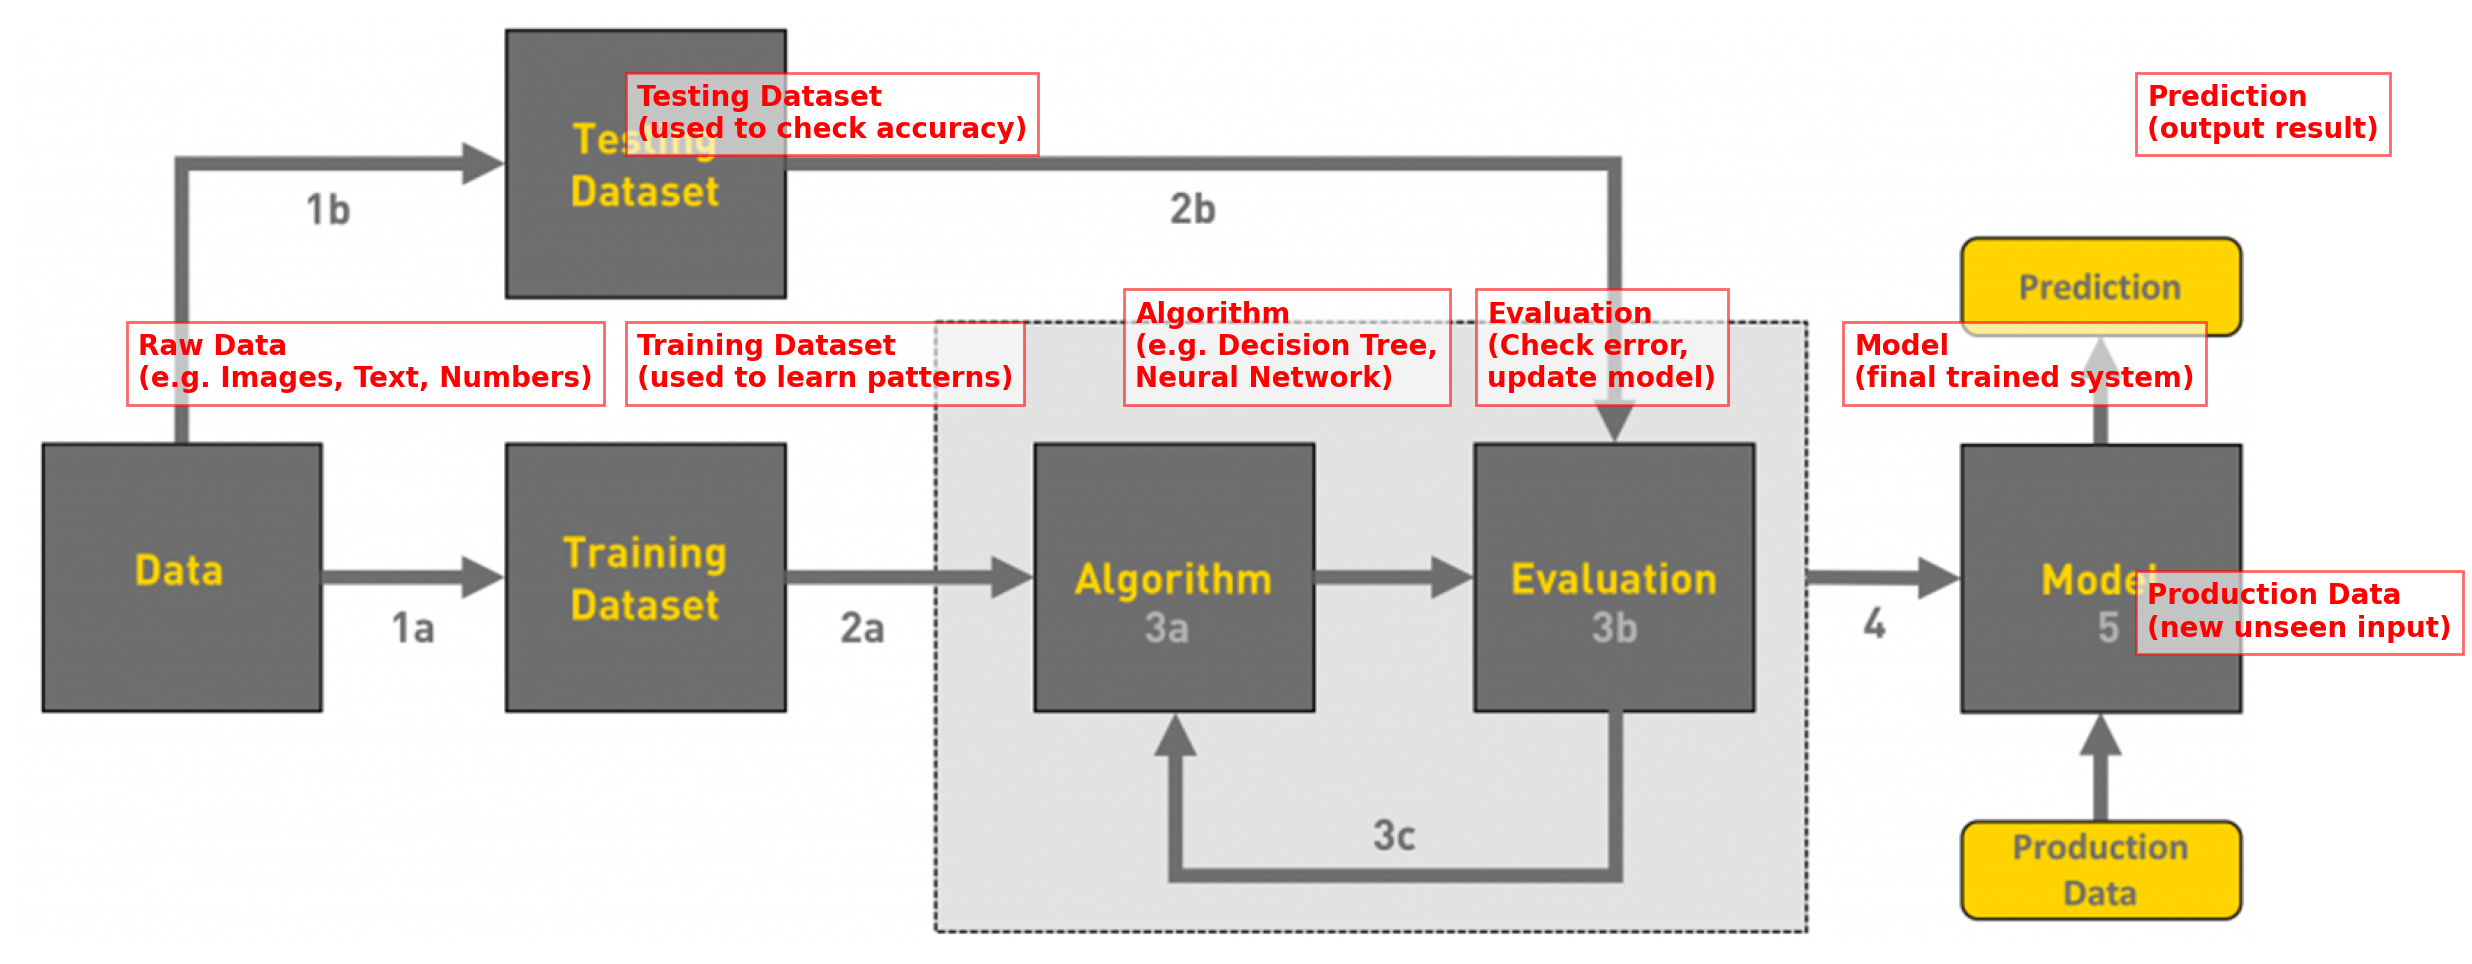 Testing Dataset
(used to check accuracy)
Prediction
(output result)
Testing
Dataset
1b
2b
Prediction
Raw Data
(e.g. Images, Text, Numbers)
Training Dataset
(used to learn patterns)
Algorithm
(e.g. Decision Tree,
Neural Network)
Evaluation
(Check error,
update model)
Model
(final trained system)
Data
1a
Training
Dataset
2a
Algorithm
3a
Evaluation
3b
4
Model
5
Production Data
(new unseen input)
3c
Production
Data